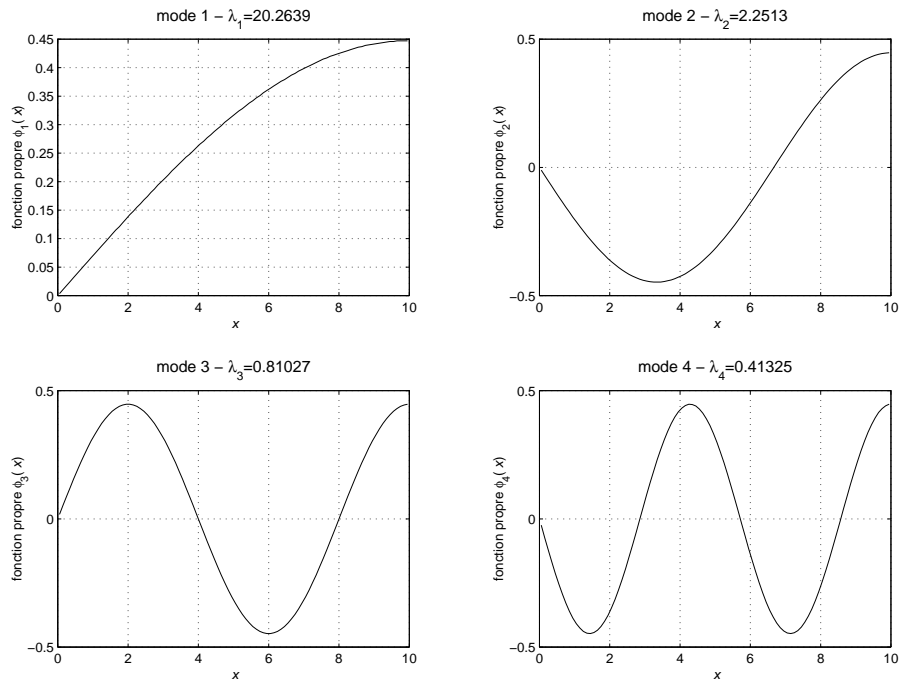 mode 1 − λ₁=20.2639
0.45
0.4
0.35
0.3
0.25
0.2
0.15
0.1
0.05
0
fonction propre ϕ₁( x)
0 2 4 6 8 10
x
mode 2 − λ₂=2.2513
0.5
0
−0.5
fonction propre ϕ₂( x)
0 2 4 6 8 10
x
mode 3 − λ₃=0.81027
0.5
0
−0.5
fonction propre ϕ₃( x)
0 2 4 6 8 10
x
mode 4 − λ₄=0.41325
0.5
0
−0.5
fonction propre ϕ₄( x)
0 2 4 6 8 10
x